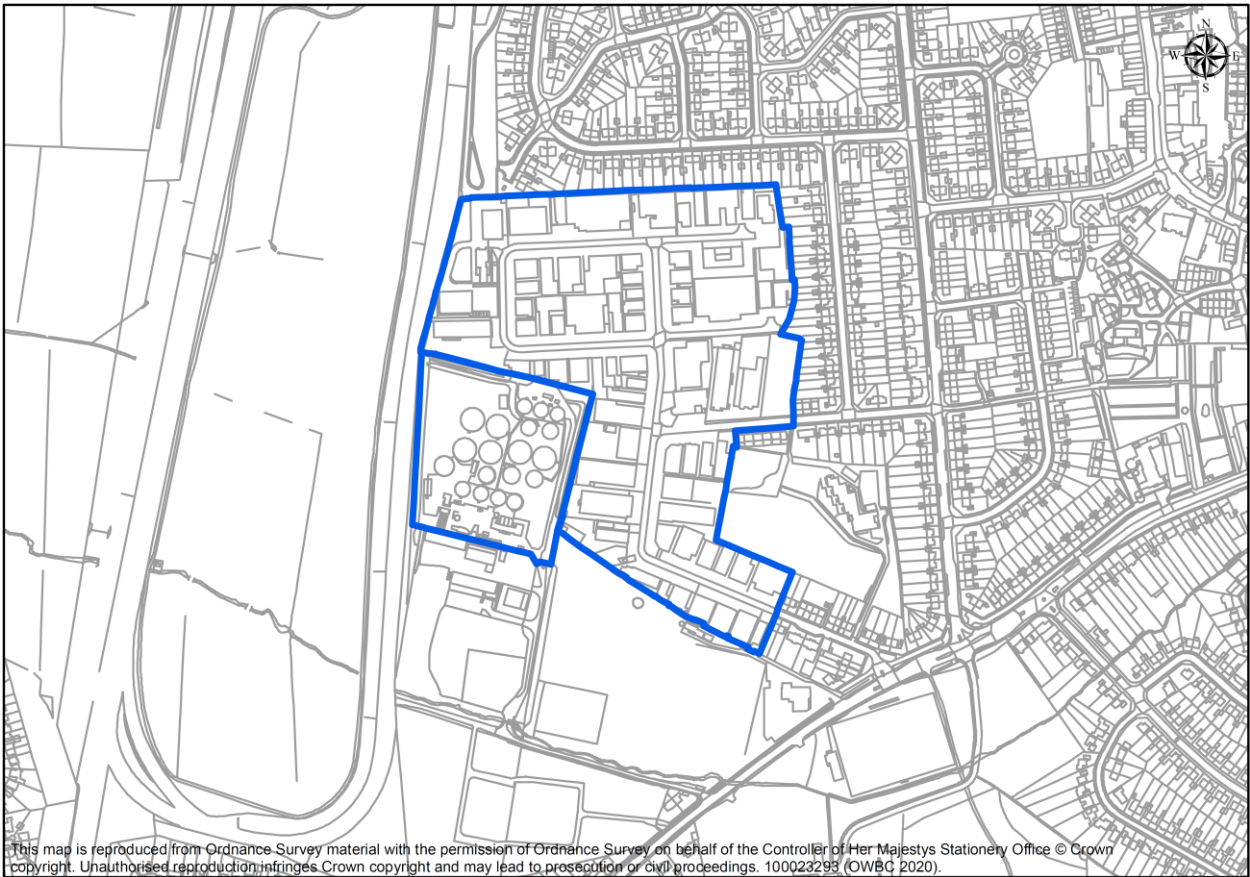 N
W E
S
This map is reproduced from Ordnance Survey material with the permission of Ordnance Survey on behalf of the Controller of Her Majestys Stationery Office © Crown
copyright. Unauthorised reproduction infringes Crown copyright and may lead to prosecution or civil proceedings. 100023293 (OWBC 2020).